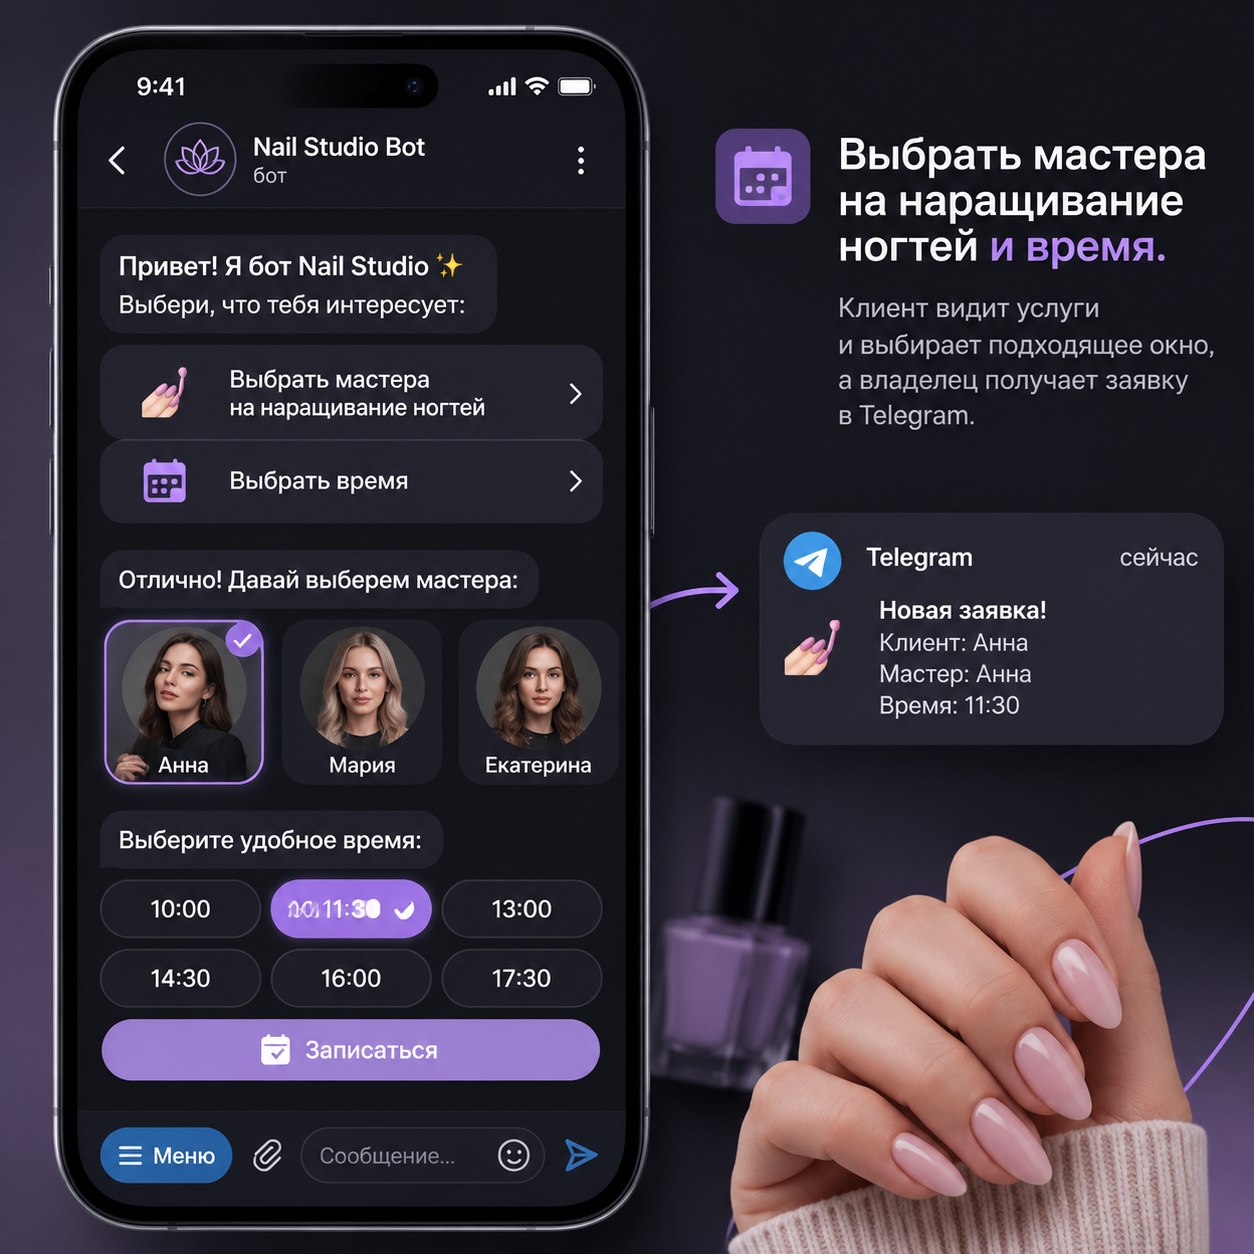 9:41
Nail Studio Bot
бот
Привет! Я бот Nail Studio ✨
Выбери, что тебя интересует:
Выбрать мастера
на наращивание ногтей
Выбрать время
Отлично! Давай выберем мастера:
Анна
Мария
Екатерина
Выберите удобное время:
10:00
11:30
13:00
14:30
16:00
17:30
Записаться
Меню
Сообщение...
Выбрать мастера
на наращивание
ногтей и время.
Клиент видит услуги
и выбирает подходящее окно,
а владелец получает заявку
в Telegram.
Telegram
сейчас
Новая заявка!
Клиент: Анна
Мастер: Анна
Время: 11:30